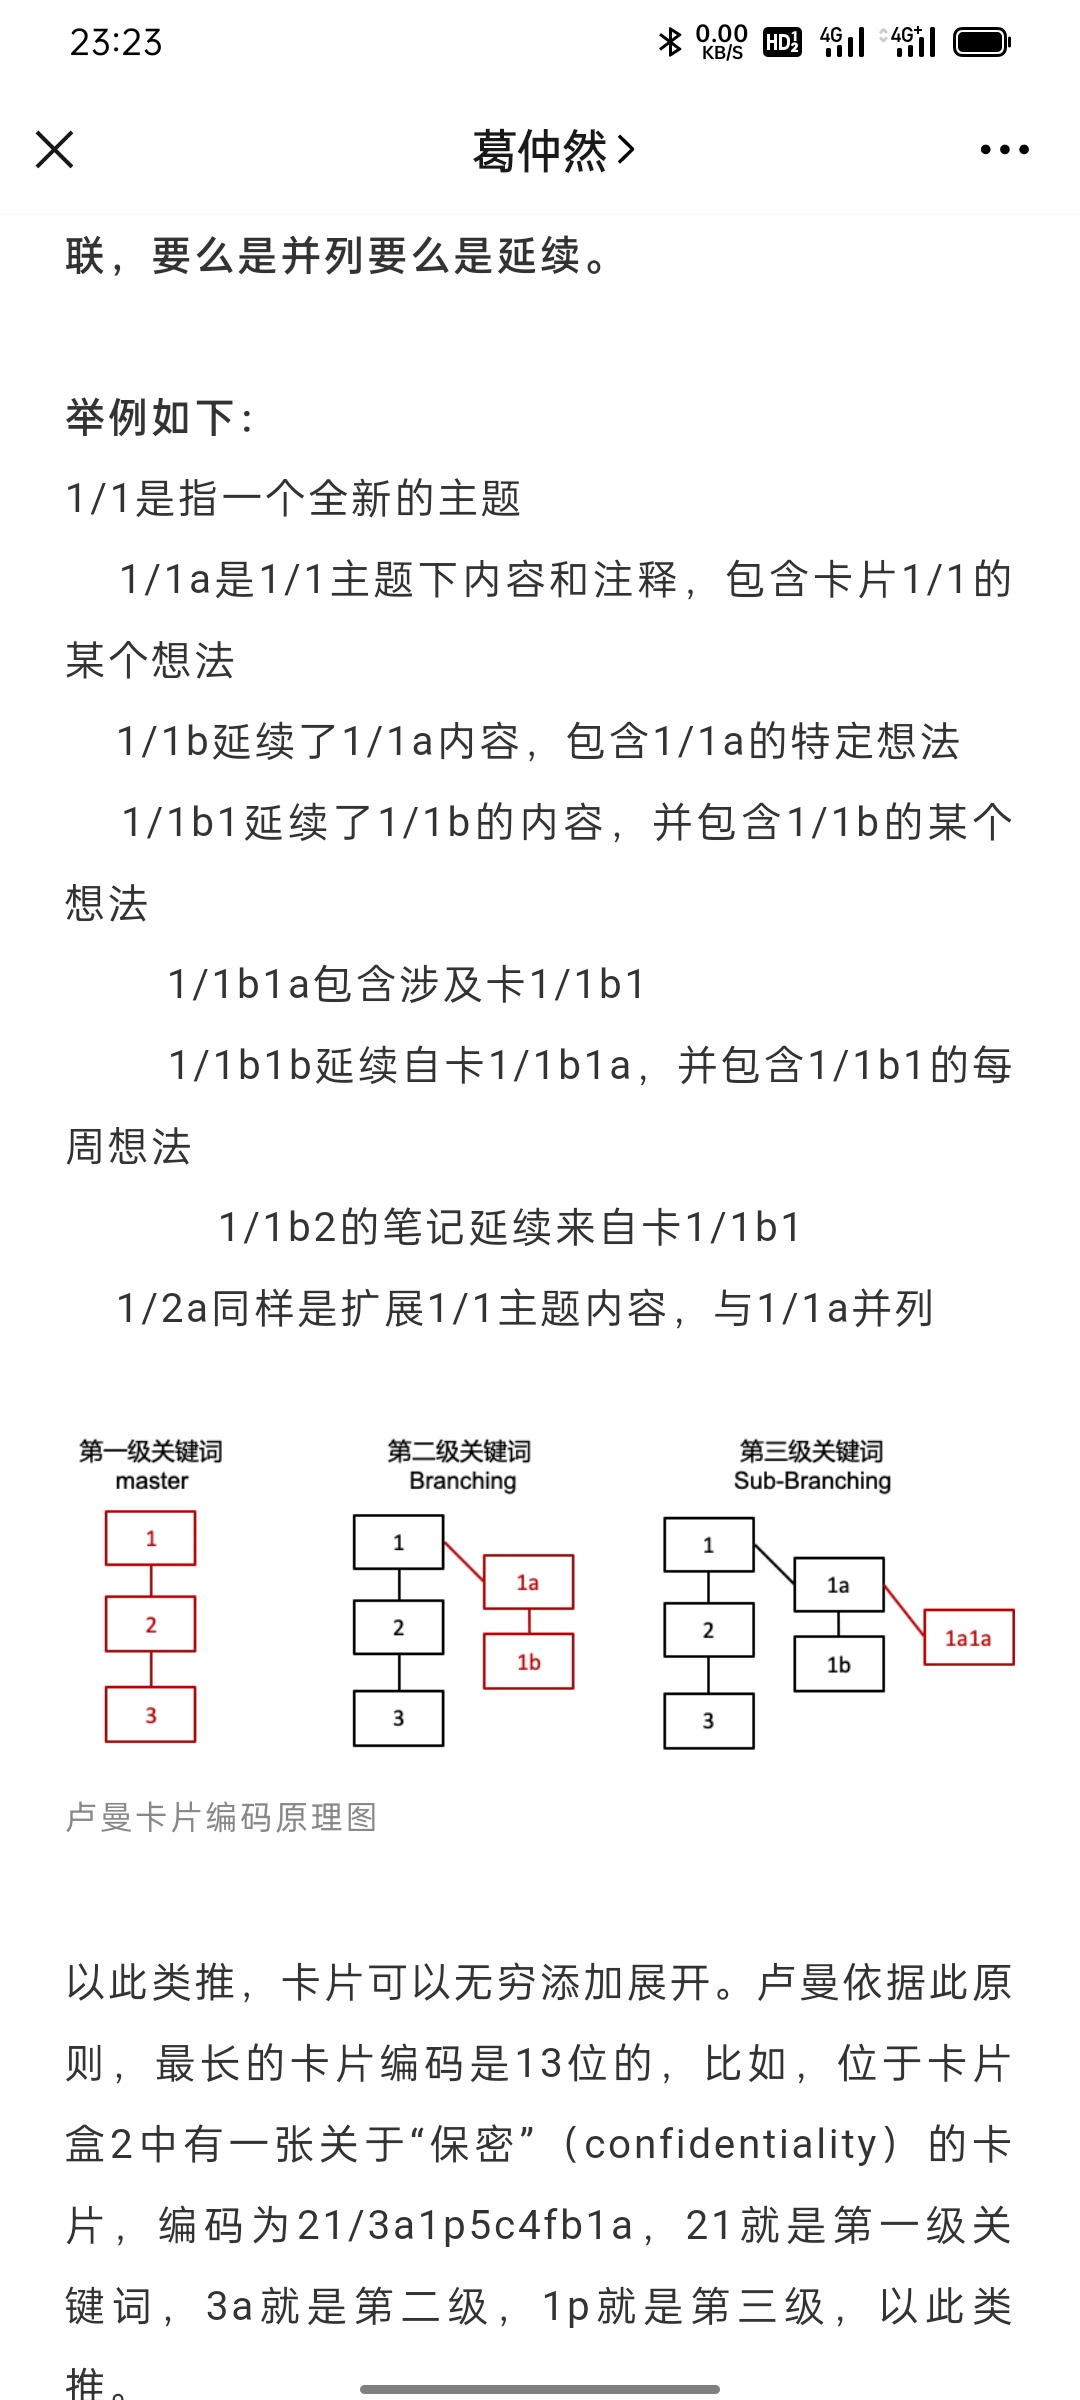 23:23
0.00 KB/S HD 1 2 4G 4G+
葛仲然
联，要么是并列要么是延续。
举例如下：
1/1是指一个全新的主题
1/1a是1/1主题下内容和注释，包含卡片1/1的
某个想法
1/1b延续了1/1a内容，包含1/1a的特定想法
1/1b1延续了1/1b的内容，并包含1/1b的某个
想法
1/1b1a包含涉及卡1/1b1
1/1b1b延续自卡1/1b1a，并包含1/1b1的每
周想法
1/1b2的笔记延续来自卡1/1b1
1/2a同样是扩展1/1主题内容，与1/1a并列
第一级关键词
master
1
2
3
第二级关键词
Branching
1
1a
2
1b
3
第三级关键词
Sub-Branching
1
1a
2
1a1a
1b
3
卢曼卡片编码原理图
以此类推，卡片可以无穷添加展开。卢曼依据此原
则，最长的卡片编码是13位的，比如，位于卡片
盒2中有一张关于“保密”（confidentiality）的卡
片，编码为21/3a1p5c4fb1a，21就是第一级关
键词，3a就是第二级，1p就是第三级，以此类
推。